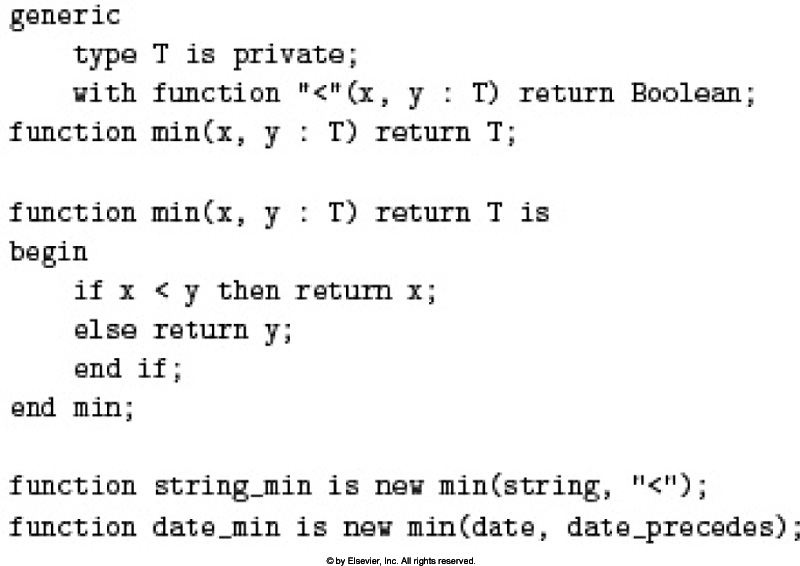 generic
    type T is private;
    with function "<"(x, y : T) return Boolean;
function min(x, y : T) return T;

function min(x, y : T) return T is
begin
    if x < y then return x;
    else return y;
    end if;
end min;

function string_min is new min(string, "<");
function date_min is new min(date, date_precedes);
© by Elsevier, Inc. All rights reserved.